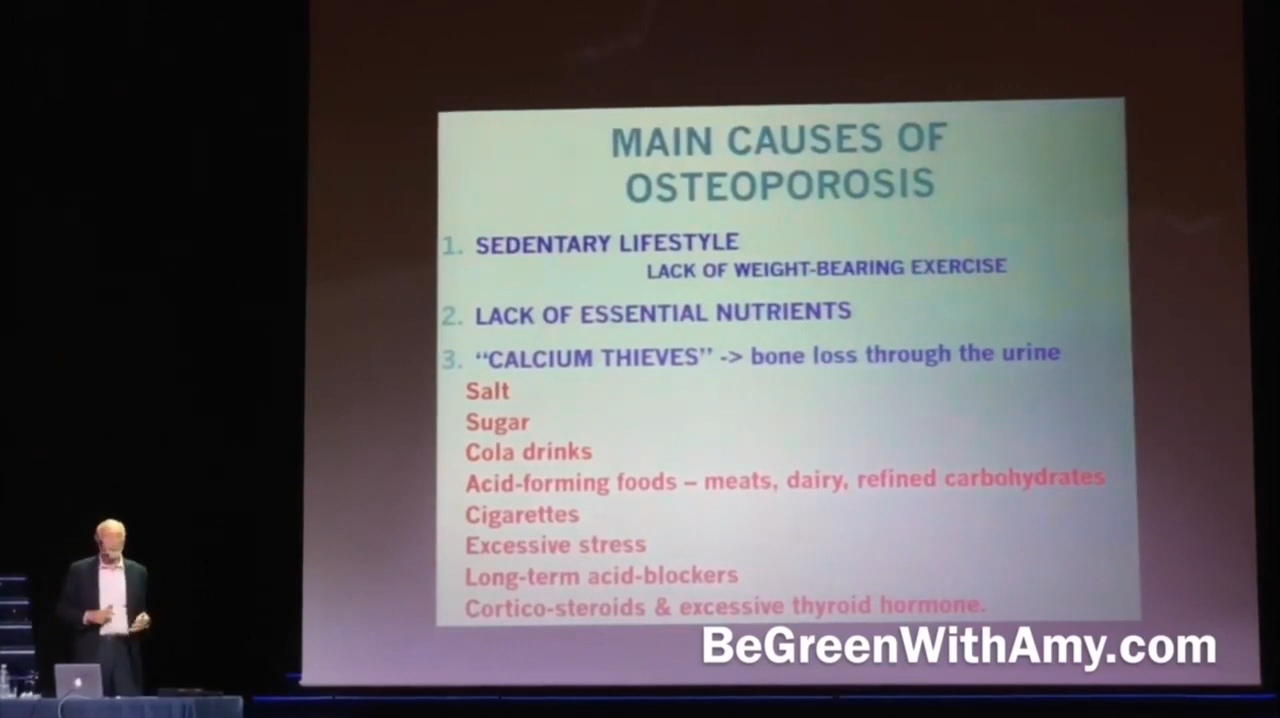 MAIN CAUSES OF
OSTEOPOROSIS
1. SEDENTARY LIFESTYLE
LACK OF WEIGHT-BEARING EXERCISE
2. LACK OF ESSENTIAL NUTRIENTS
3. “CALCIUM THIEVES” -> bone loss through the urine
Salt
Sugar
Cola drinks
Acid-forming foods – meats, dairy, refined carbohydrates
Cigarettes
Excessive stress
Long-term acid-blockers
Cortico-steroids & excessive thyroid hormone.
BeGreenWithAmy.com